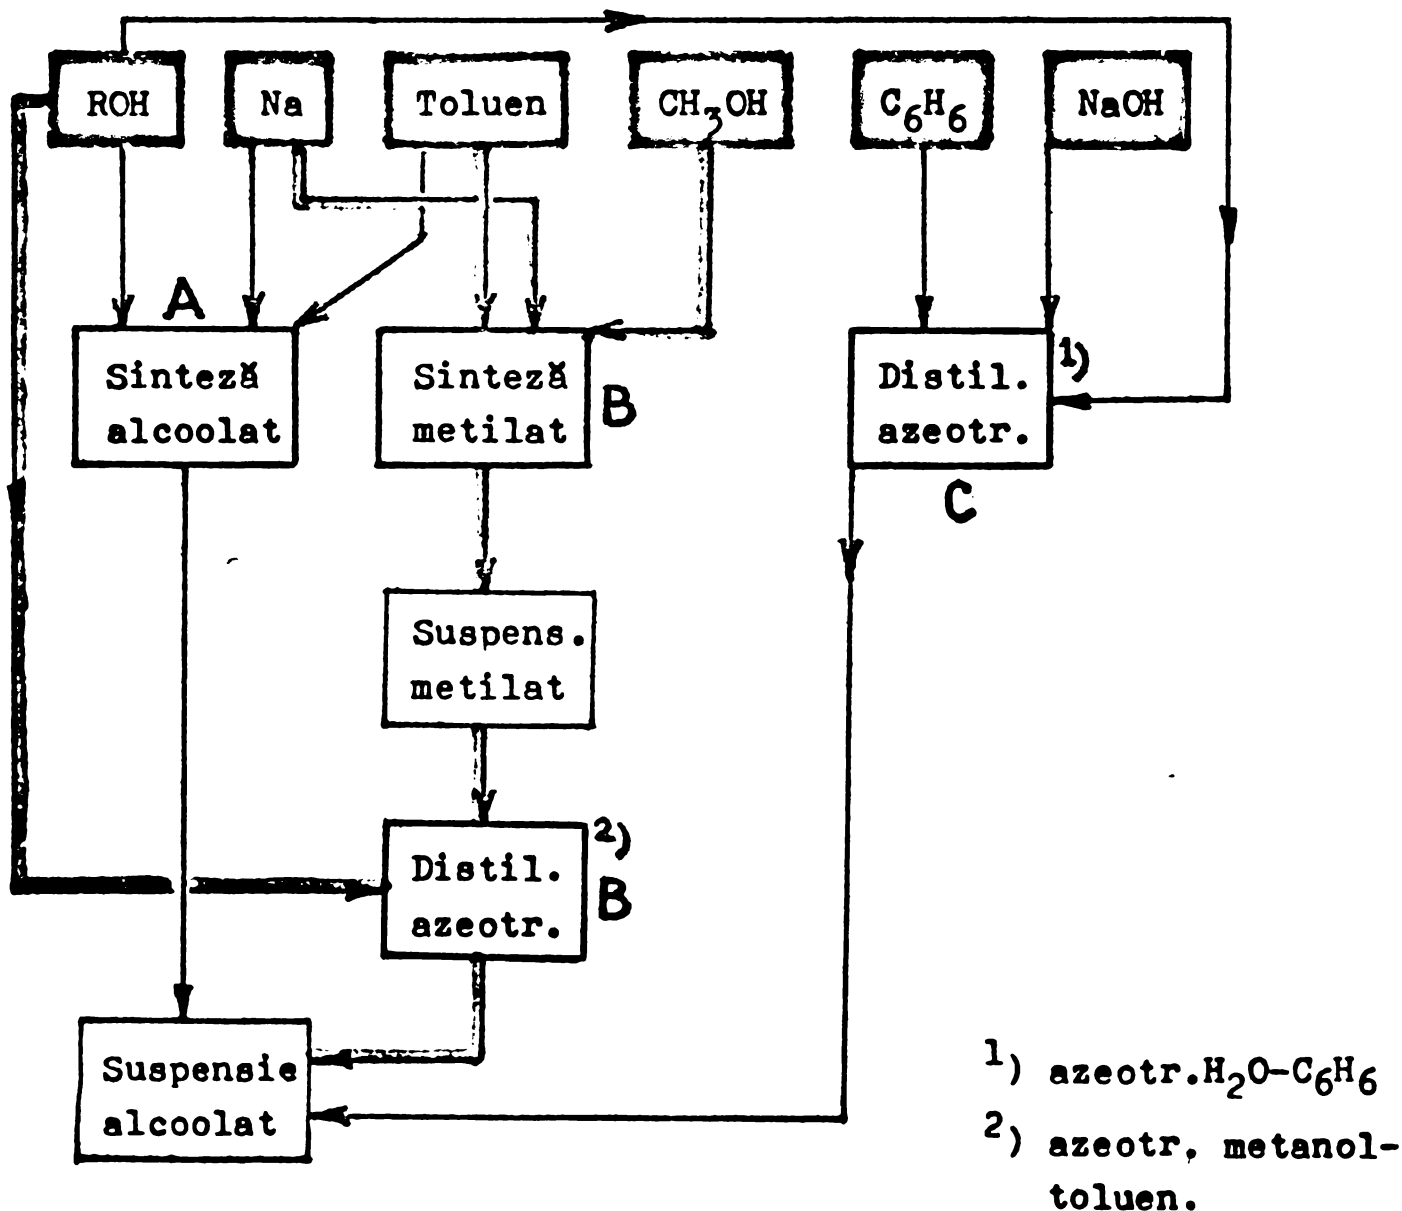 ROH
Na
Toluen
CH₃OH
C₆H₆
NaOH
A
Sinteză
alcoolat
Sinteză
metilat
B
Distil.
azeotr.
1)
C
Suspens.
metilat
Distil.
azeotr.
2)
B
Suspensie
alcoolat
1) azeotr.H₂O-C₆H₆
2) azeotr. metanol-
toluen.